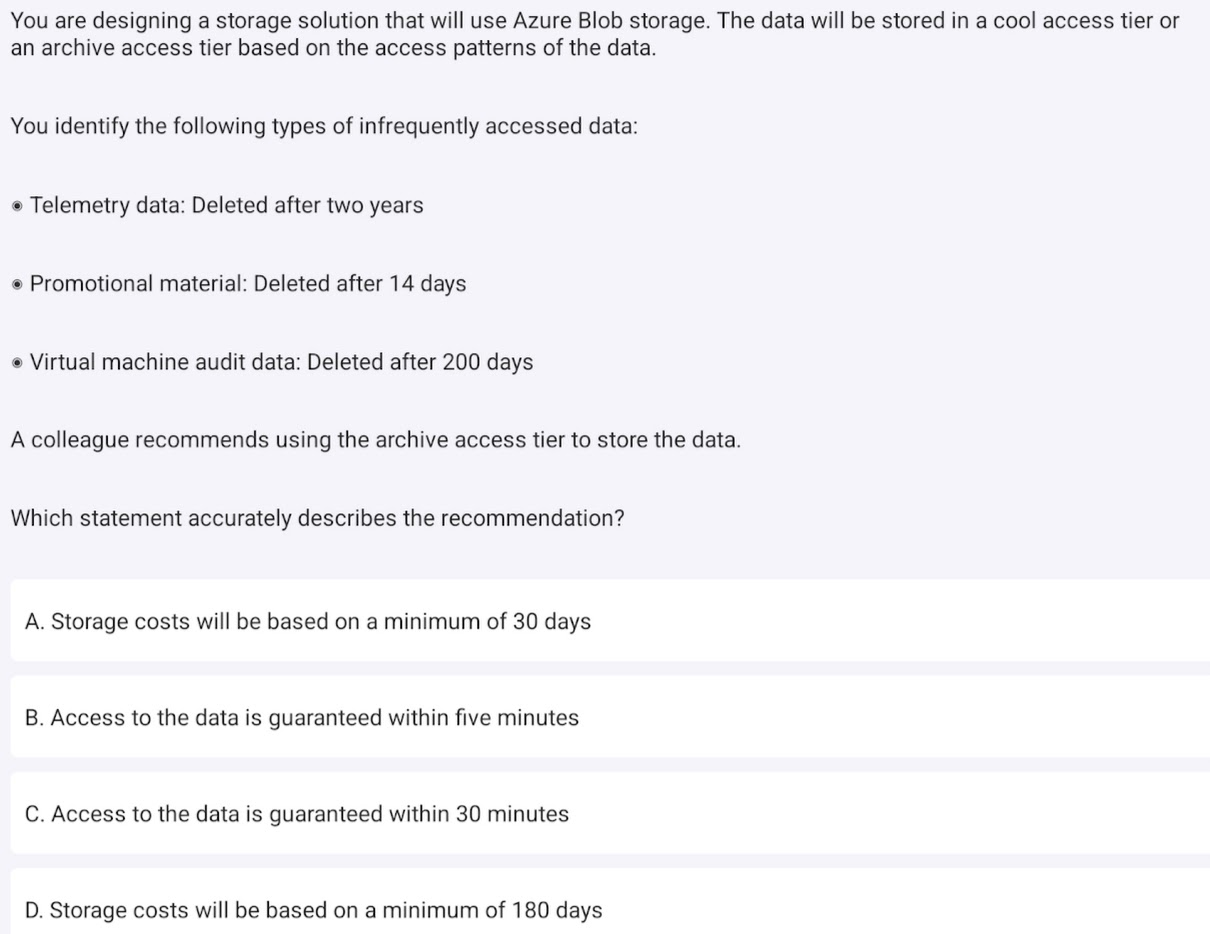 You are designing a storage solution that will use Azure Blob storage. The data will be stored in a cool access tier or
an archive access tier based on the access patterns of the data.
You identify the following types of infrequently accessed data:
◉ Telemetry data: Deleted after two years
◉ Promotional material: Deleted after 14 days
◉ Virtual machine audit data: Deleted after 200 days
A colleague recommends using the archive access tier to store the data.
Which statement accurately describes the recommendation?
A. Storage costs will be based on a minimum of 30 days
B. Access to the data is guaranteed within five minutes
C. Access to the data is guaranteed within 30 minutes
D. Storage costs will be based on a minimum of 180 days